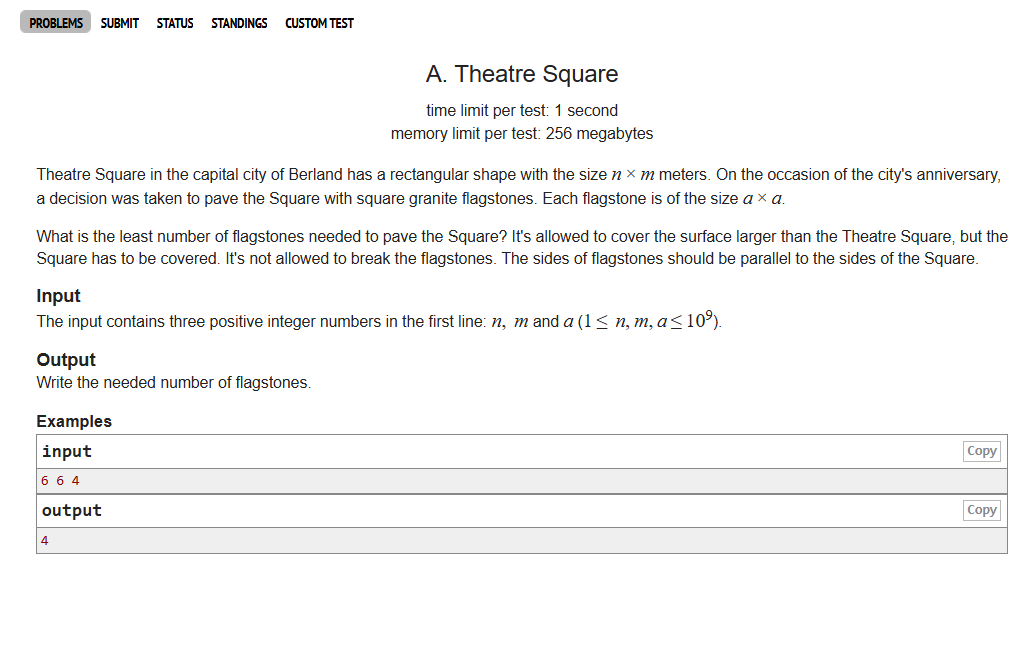 PROBLEMS SUBMIT STATUS STANDINGS CUSTOM TEST
A. Theatre Square
time limit per test: 1 second
memory limit per test: 256 megabytes
Theatre Square in the capital city of Berland has a rectangular shape with the size n × m meters. On the occasion of the city's anniversary,
a decision was taken to pave the Square with square granite flagstones. Each flagstone is of the size a × a.
What is the least number of flagstones needed to pave the Square? It's allowed to cover the surface larger than the Theatre Square, but the
Square has to be covered. It's not allowed to break the flagstones. The sides of flagstones should be parallel to the sides of the Square.
Input
The input contains three positive integer numbers in the first line: n, m and a (1 ≤ n, m, a ≤ 10⁹).
Output
Write the needed number of flagstones.
Examples
input Copy
6 6 4
output Copy
4